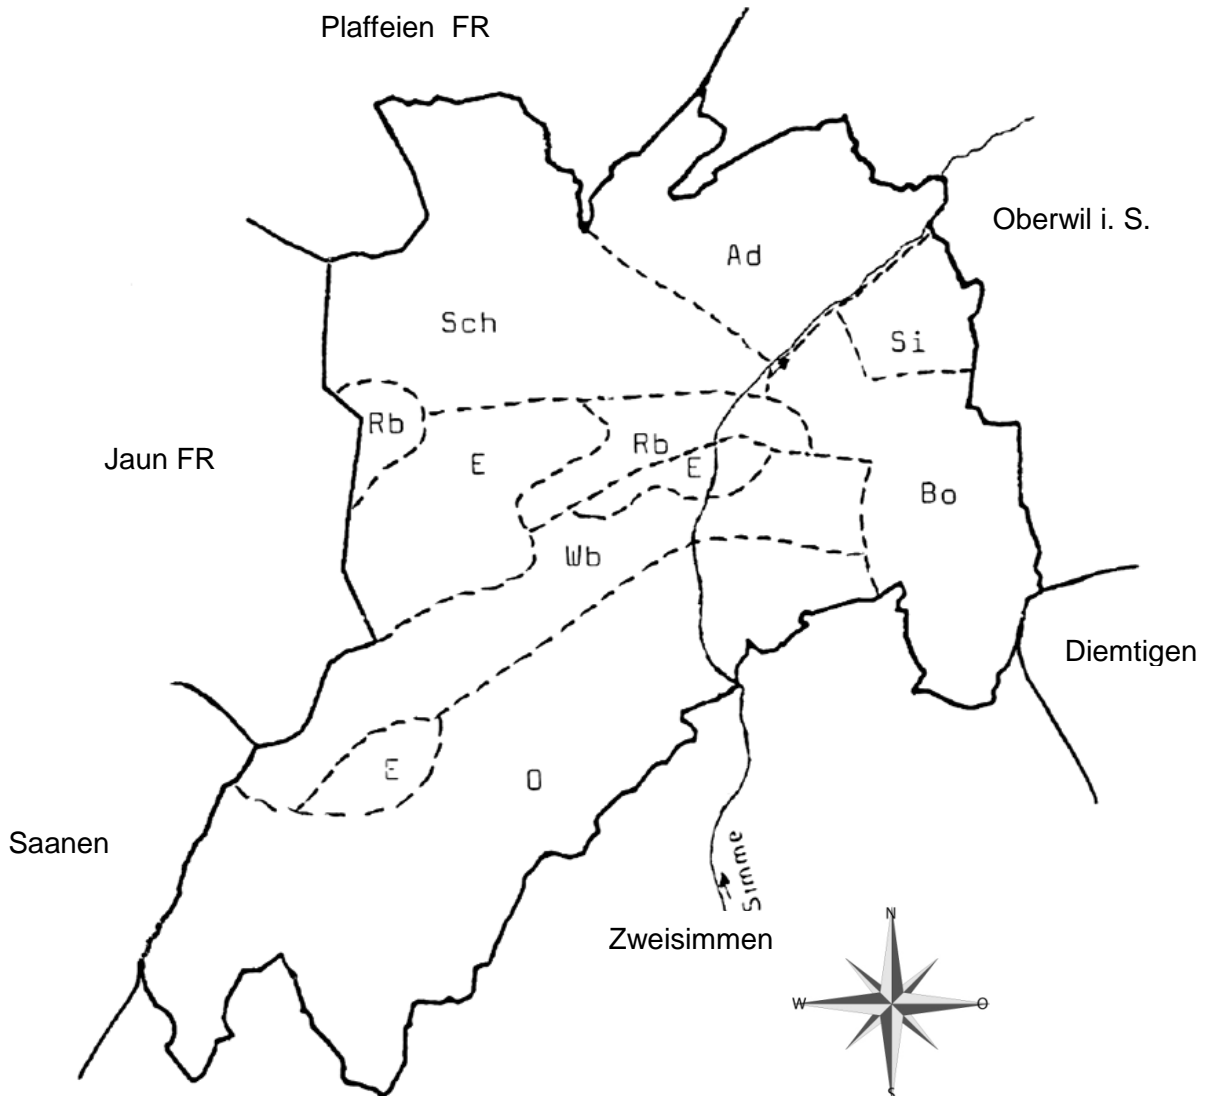 Plaffeien FR
Oberwil i. S.
Ad
Sch
Si
Rb
Rb
Jaun FR
E
E
Bo
Wb
Diemtigen
E
O
Saanen
Simme
Zweisimmen
N
W
O
S